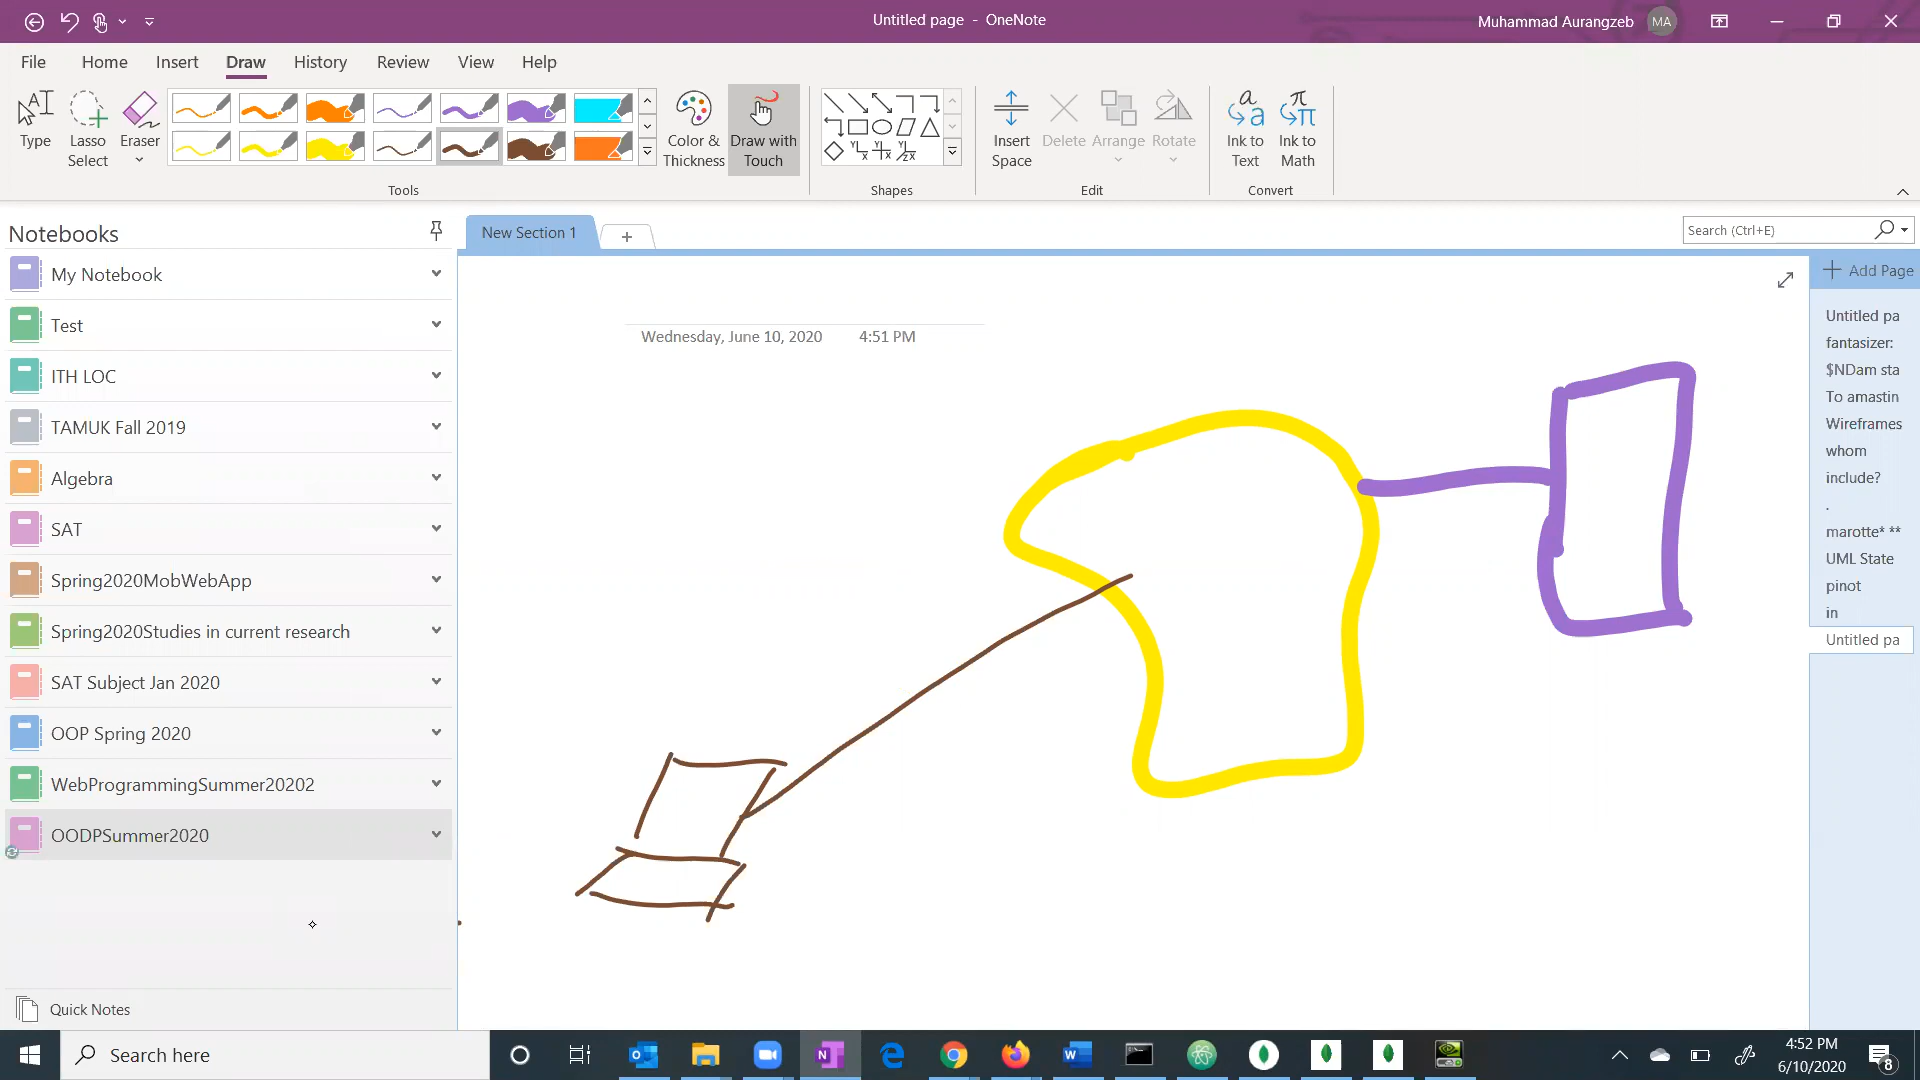 Untitled page - OneNote
Muhammad Aurangzeb
MA
File Home Insert Draw History Review View Help
Type
Lasso Select
Eraser
Color & Thickness
Draw with Touch
Insert Space
Delete
Arrange
Rotate
Ink to Text
Ink to Math
Tools
Shapes
Edit
Convert
Notebooks
New Section 1
Search (Ctrl+E)
My Notebook
Test
ITH LOC
TAMUK Fall 2019
Algebra
SAT
Spring2020MobWebApp
Spring2020Studies in current research
SAT Subject Jan 2020
OOP Spring 2020
WebProgrammingSummer20202
OODPSummer2020
Quick Notes
Wednesday, June 10, 2020 4:51 PM
Add Page
Untitled pa
fantasizer:
$NDam sta
To amastin
Wireframes
whom
include?
.
marotte* **
UML State
pinot
in
Untitled pa
Search here
4:52 PM
6/10/2020
8